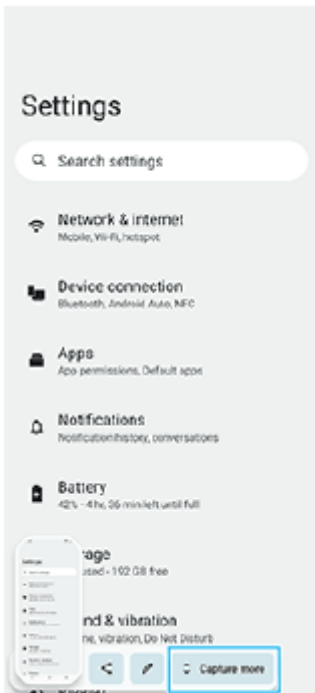 Settings
Search settings
Network & internet
Mobile, Wi-Fi, hotspot
Device connection
Bluetooth, Android Auto, NFC
Apps
App permissions, Default apps
Notifications
Notification history, conversations
Battery
42% - 4 hr, 36 min left until full
rage
used - 102 GB free
nd & vibration
me, vibration, Do Not Disturb
Capture more